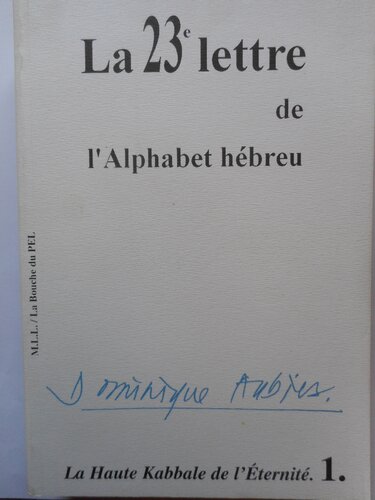 La 23e lettre
de
l'Alphabet hébreu
M.L.L. / La Bouche du PEL
Dominique Aubier.
La Haute Kabbale de l'Éternité. 1.